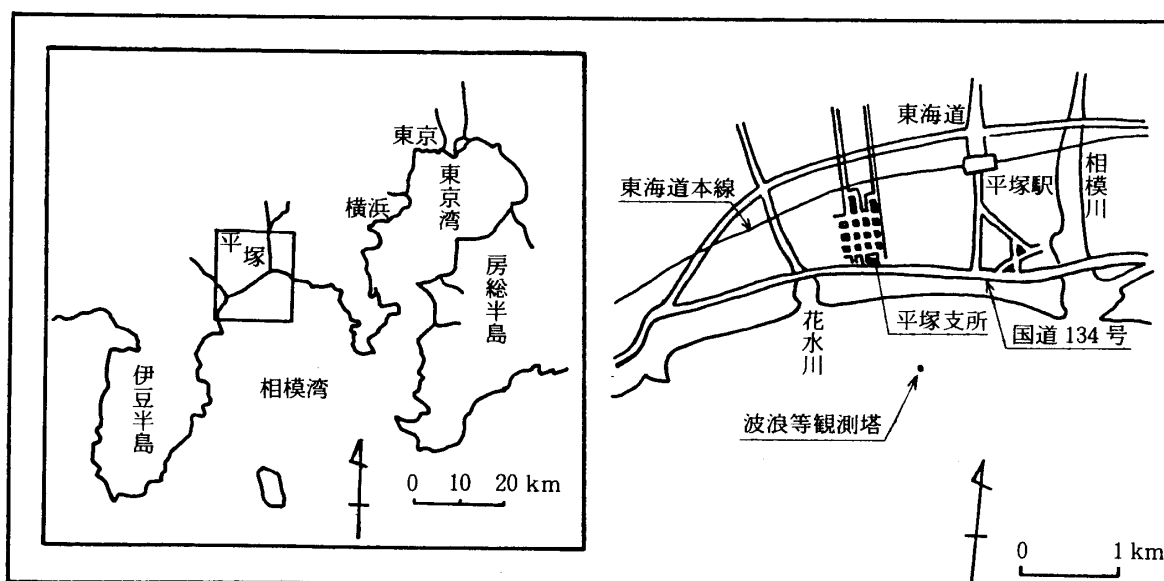 東京
東京湾
横浜
平塚
房総半島
伊豆半島
相模湾
0 10 20 km
東海道
相模川
東海道本線
平塚駅
花水川
平塚支所
国道 134 号
波浪等観測塔
0 1 km